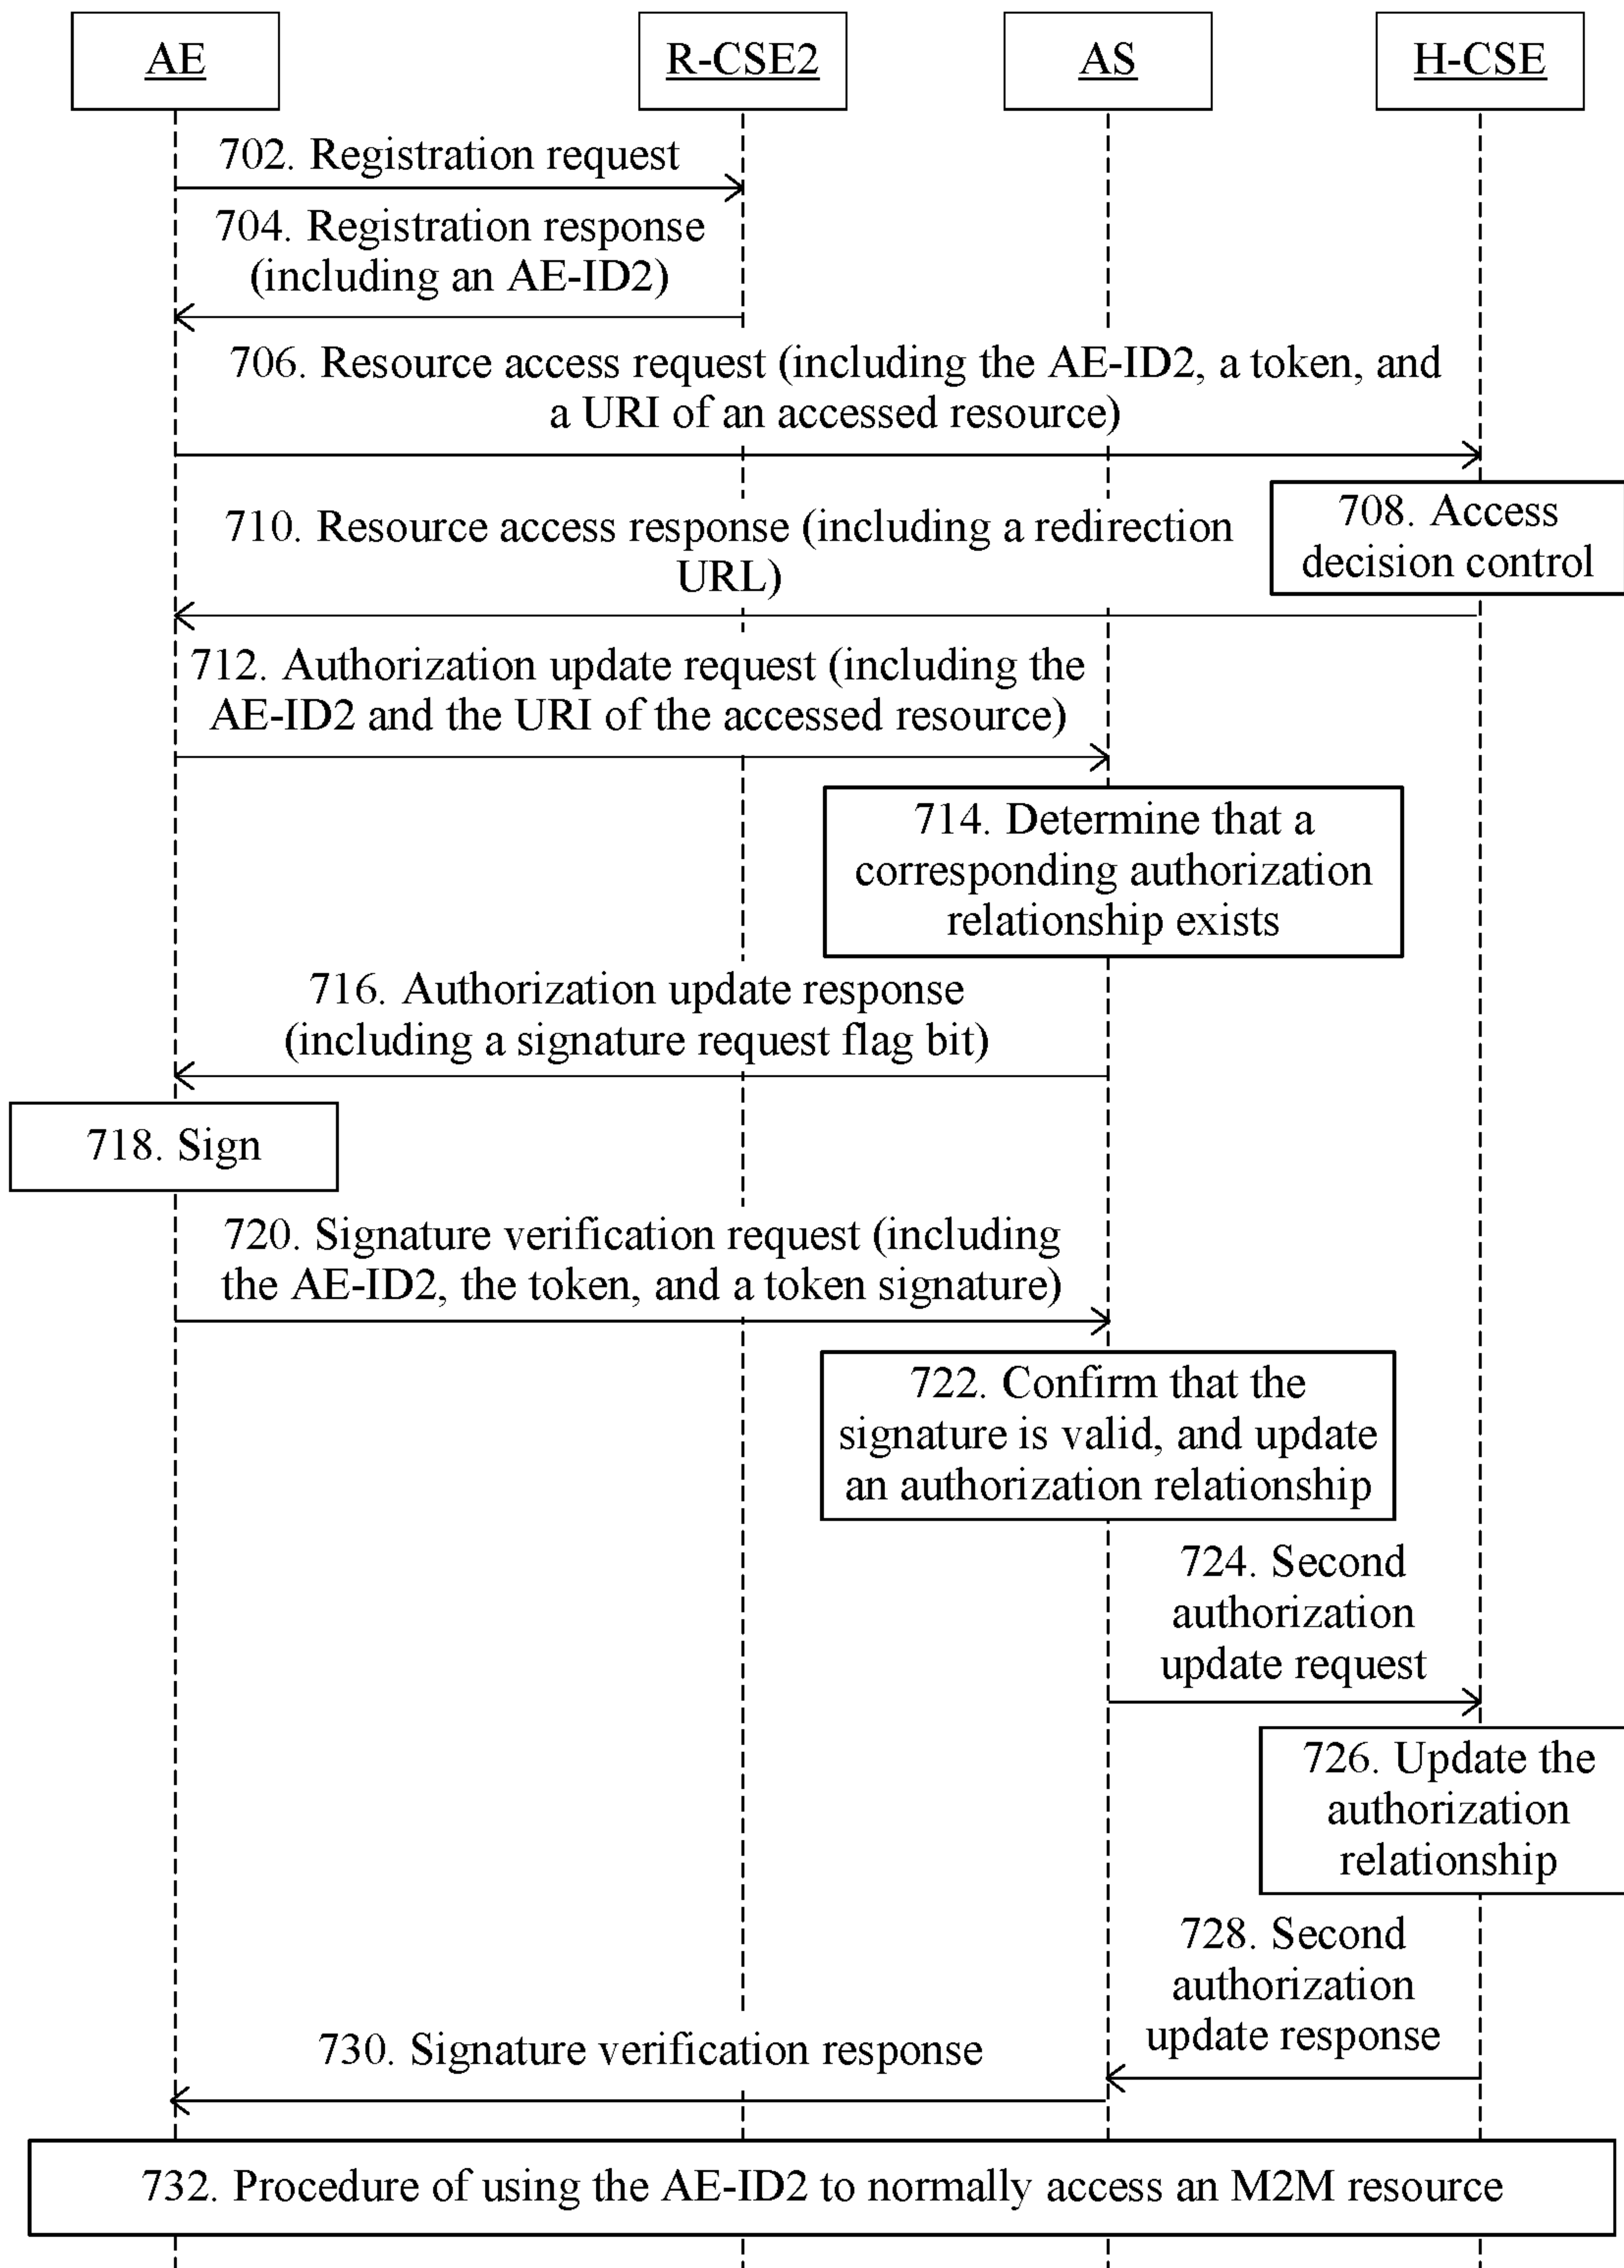 AE
R-CSE2
AS
H-CSE
702. Registration request
704. Registration response
(including an AE-ID2)
706. Resource access request (including the AE-ID2, a token, and
a URI of an accessed resource)
708. Access
decision control
710. Resource access response (including a redirection
URL)
712. Authorization update request (including the
AE-ID2 and the URI of the accessed resource)
714. Determine that a
corresponding authorization
relationship exists
716. Authorization update response
(including a signature request flag bit)
718. Sign
720. Signature verification request (including
the AE-ID2, the token, and a token signature)
722. Confirm that the
signature is valid, and update
an authorization relationship
724. Second
authorization
update request
726. Update the
authorization
relationship
728. Second
authorization
update response
730. Signature verification response
732. Procedure of using the AE-ID2 to normally access an M2M resource